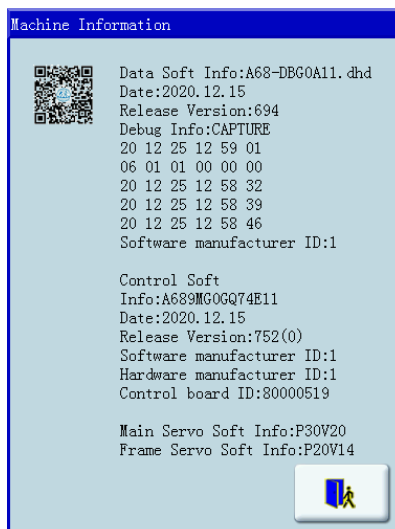 Machine Information
Data Soft Info:A68-DBG0A11.dhd
Date:2020.12.15
Release Version:694
Debug Info:CAPTURE
20 12 25 12 59 01
06 01 01 00 00 00
20 12 25 12 58 32
20 12 25 12 58 39
20 12 25 12 58 46
Software manufacturer ID:1
Control Soft
Info:A689MG0GQ74E11
Date:2020.12.15
Release Version:752(0)
Software manufacturer ID:1
Hardware manufacturer ID:1
Control board ID:80000519
Main Servo Soft Info:P30V20
Frame Servo Soft Info:P20V14